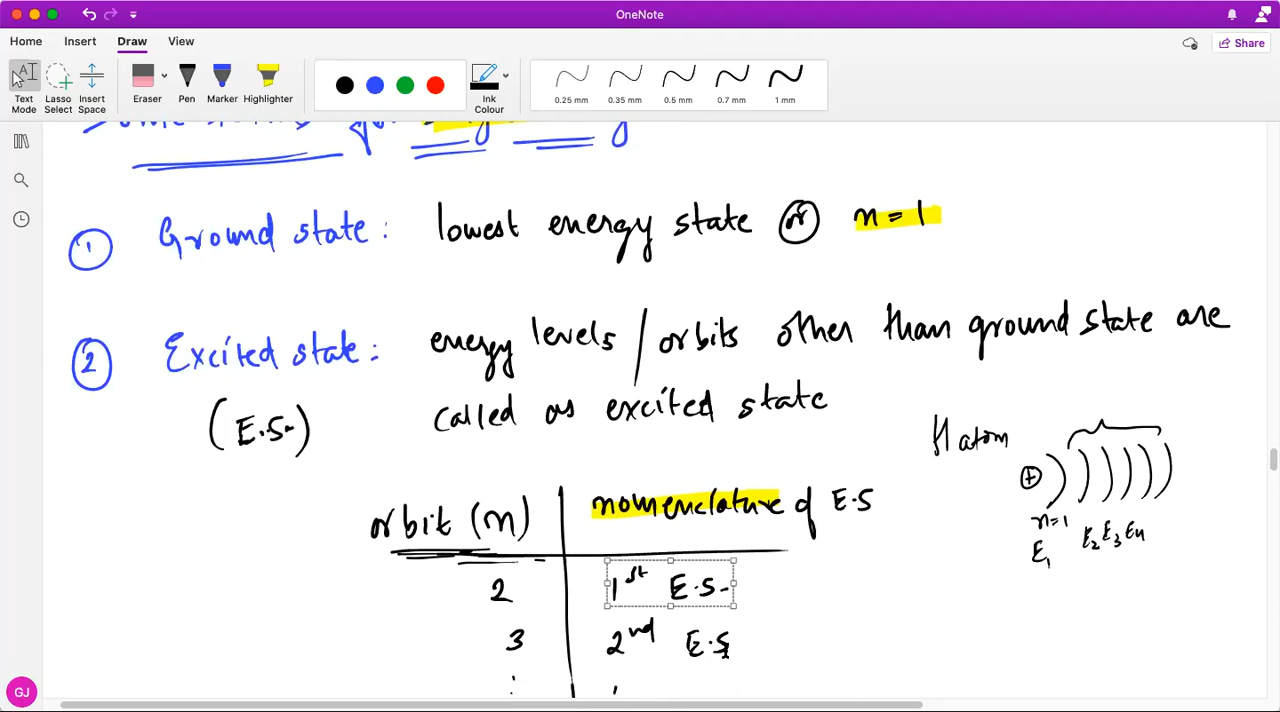 OneNote
Home Insert Draw View
Share
Text Mode
Lasso Select
Insert Space
Eraser
Pen
Marker
Highlighter
Ink Colour
0.25 mm 0.35 mm 0.5 mm 0.7 mm 1 mm
① Ground state: lowest energy state or n = 1
② Excited state: energy levels / orbits other than ground state are
(E.S.) called as excited state
H atom
+
n=1
E1 E2 E3 E4
orbit (n) nomenclature of E.S
2 1st E.S.
3 2nd E.S
GJ